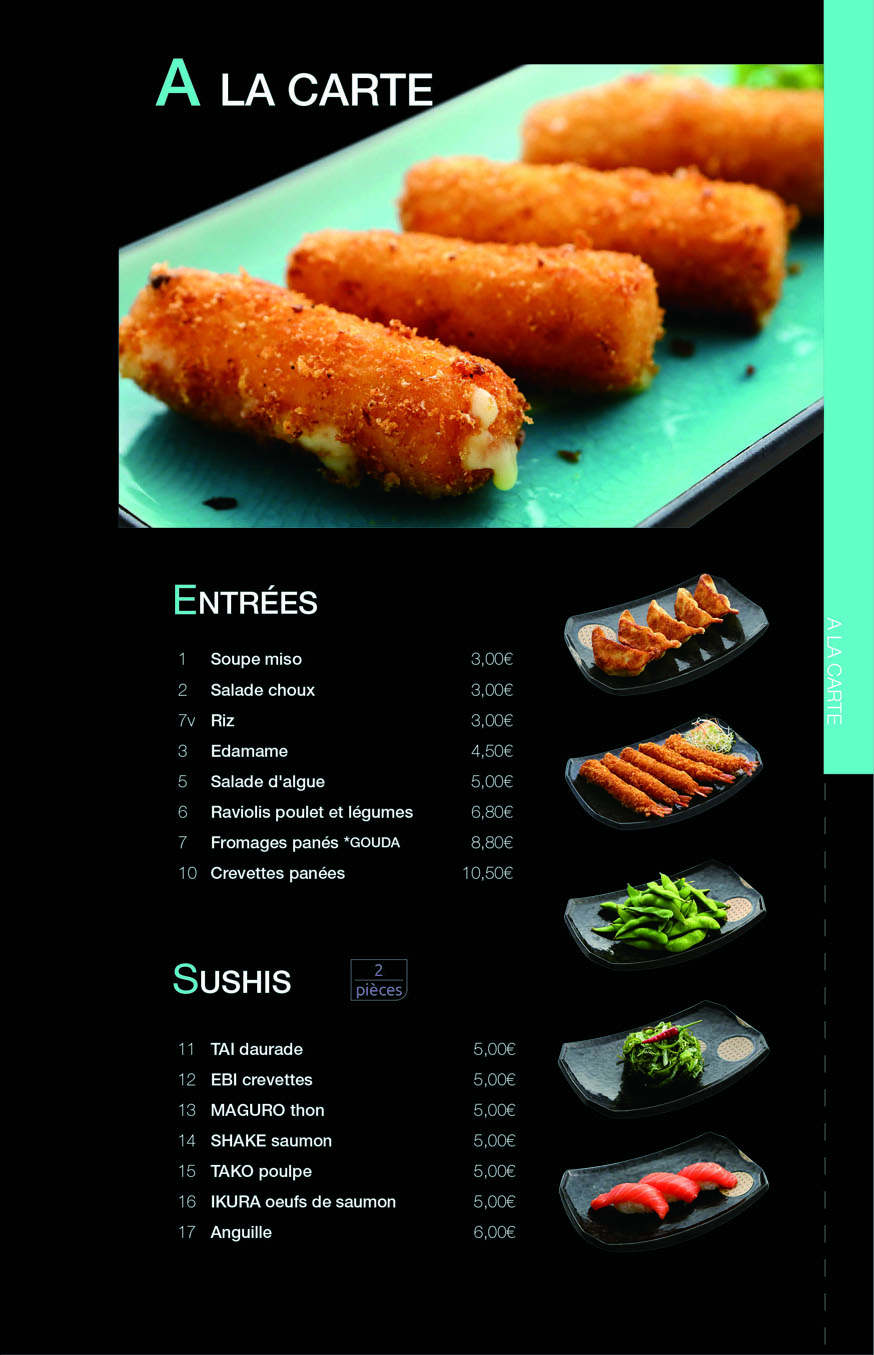 A LA CARTE
A LA CARTE
ENTRÉES
1 Soupe miso 3,00€
2 Salade choux 3,00€
7v Riz 3,00€
3 Edamame 4,50€
5 Salade d'algue 5,00€
6 Raviolis poulet et légumes 6,80€
7 Fromages panés *GOUDA 8,80€
10 Crevettes panées 10,50€
SUSHIS
2
pièces
11 TAI daurade 5,00€
12 EBI crevettes 5,00€
13 MAGURO thon 5,00€
14 SHAKE saumon 5,00€
15 TAKO poulpe 5,00€
16 IKURA oeufs de saumon 5,00€
17 Anguille 6,00€